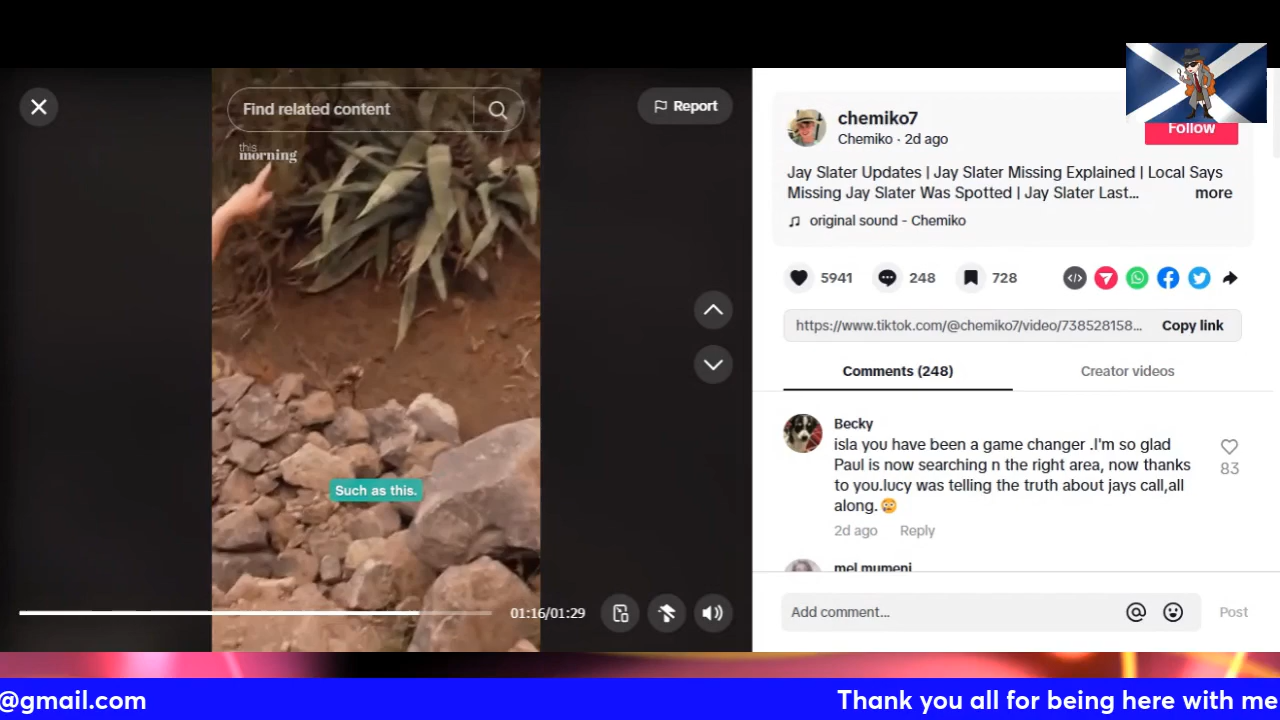 Find related content
Report
this
morning
Such as this.
01:16/01:29
chemiko7
Chemiko · 2d ago
Follow
Jay Slater Updates | Jay Slater Missing Explained | Local Says
Missing Jay Slater Was Spotted | Jay Slater Last...
more
original sound - Chemiko
5941
248
728
https://www.tiktok.com/@chemiko7/video/738528158...
Copy link
Comments (248)
Creator videos
Becky
isla you have been a game changer .I'm so glad
Paul is now searching n the right area, now thanks
to you.lucy was telling the truth about jays call,all
along.😳
83
2d ago
Reply
mel mumeni
Add comment...
Post
@gmail.com
Thank you all for being here with me